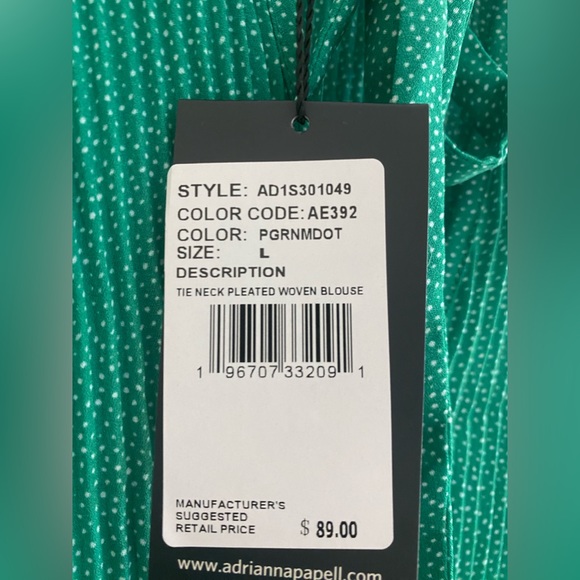 STYLE: AD1S301049
COLOR CODE: AE392
COLOR: PGRNMDOT
SIZE: L
DESCRIPTION
TIE NECK PLEATED WOVEN BLOUSE
1 96707 33209 1
MANUFACTURER'S
SUGGESTED
RETAIL PRICE $ 89.00
www.adriannapapell.com